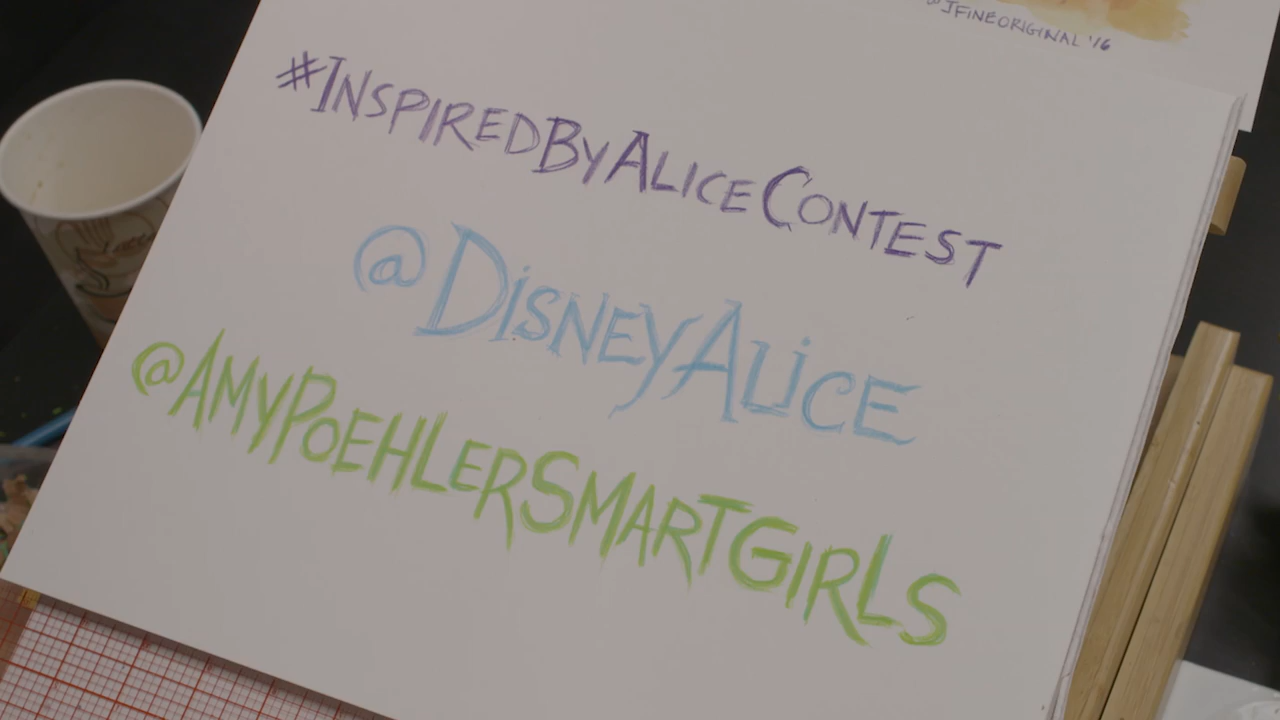 @JFINEORIGINAL '16
#INSPIREDBYALICECONTEST
@DISNEYALICE
@AMYPOEHLERSMARTGIRLS